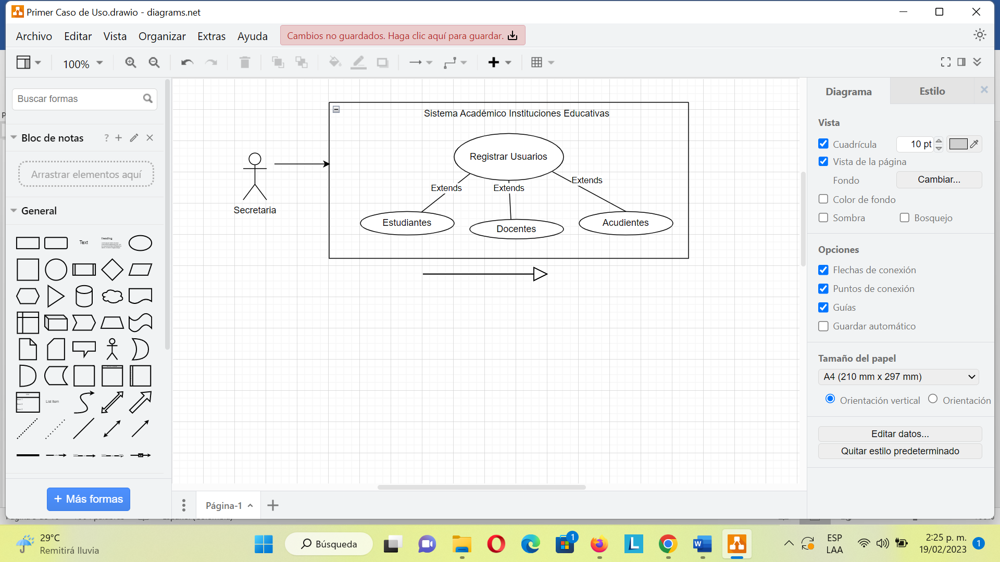 Primer Caso de Uso.drawio - diagrams.net
Archivo Editar Vista Organizar Extras Ayuda Cambios no guardados. Haga clic aquí para guardar.
100%
Buscar formas
Bloc de notas ?
Arrastrar elementos aquí
General
Text
Heading
List
List Item
+ Más formas
Sistema Académico Instituciones Educativas
Registrar Usuarios
Extends
Extends
Extends
Secretaria
Estudiantes
Docentes
Acudientes
Página-1
Diagrama Estilo
Vista
Cuadrícula 10 pt
Vista de la página
Fondo Cambiar...
Color de fondo
Sombra Bosquejo
Opciones
Flechas de conexión
Puntos de conexión
Guías
Guardar automático
Tamaño del papel
A4 (210 mm x 297 mm)
Orientación vertical Orientación
Editar datos...
Quitar estilo predeterminado
29°C
Remitirá lluvia
Búsqueda
1
L
W
ESP
LAA
2:25 p. m.
19/02/2023
1